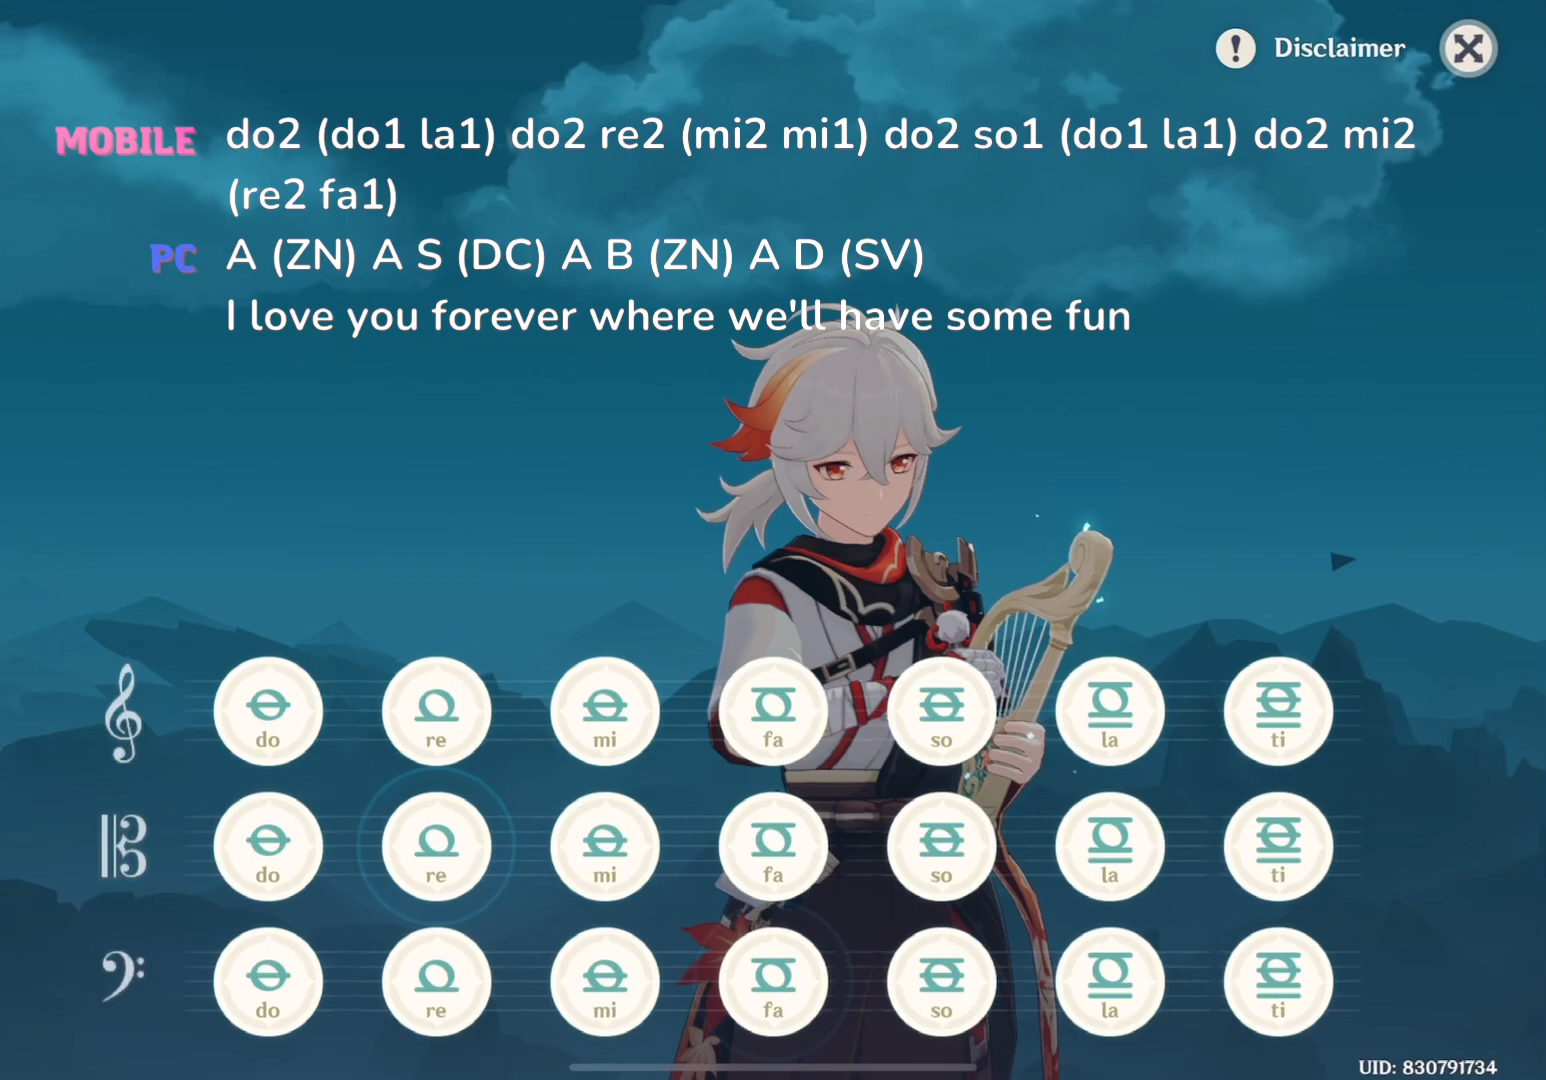 Disclaimer
MOBILE do2 (do1 la1) do2 re2 (mi2 mi1) do2 so1 (do1 la1) do2 mi2
(re2 fa1)
PC A (ZN) A S (DC) A B (ZN) A D (SV)
I love you forever where we'll have some fun
do re mi fa so la ti
do re mi fa so la ti
do re mi fa so la ti
UID: 830791734